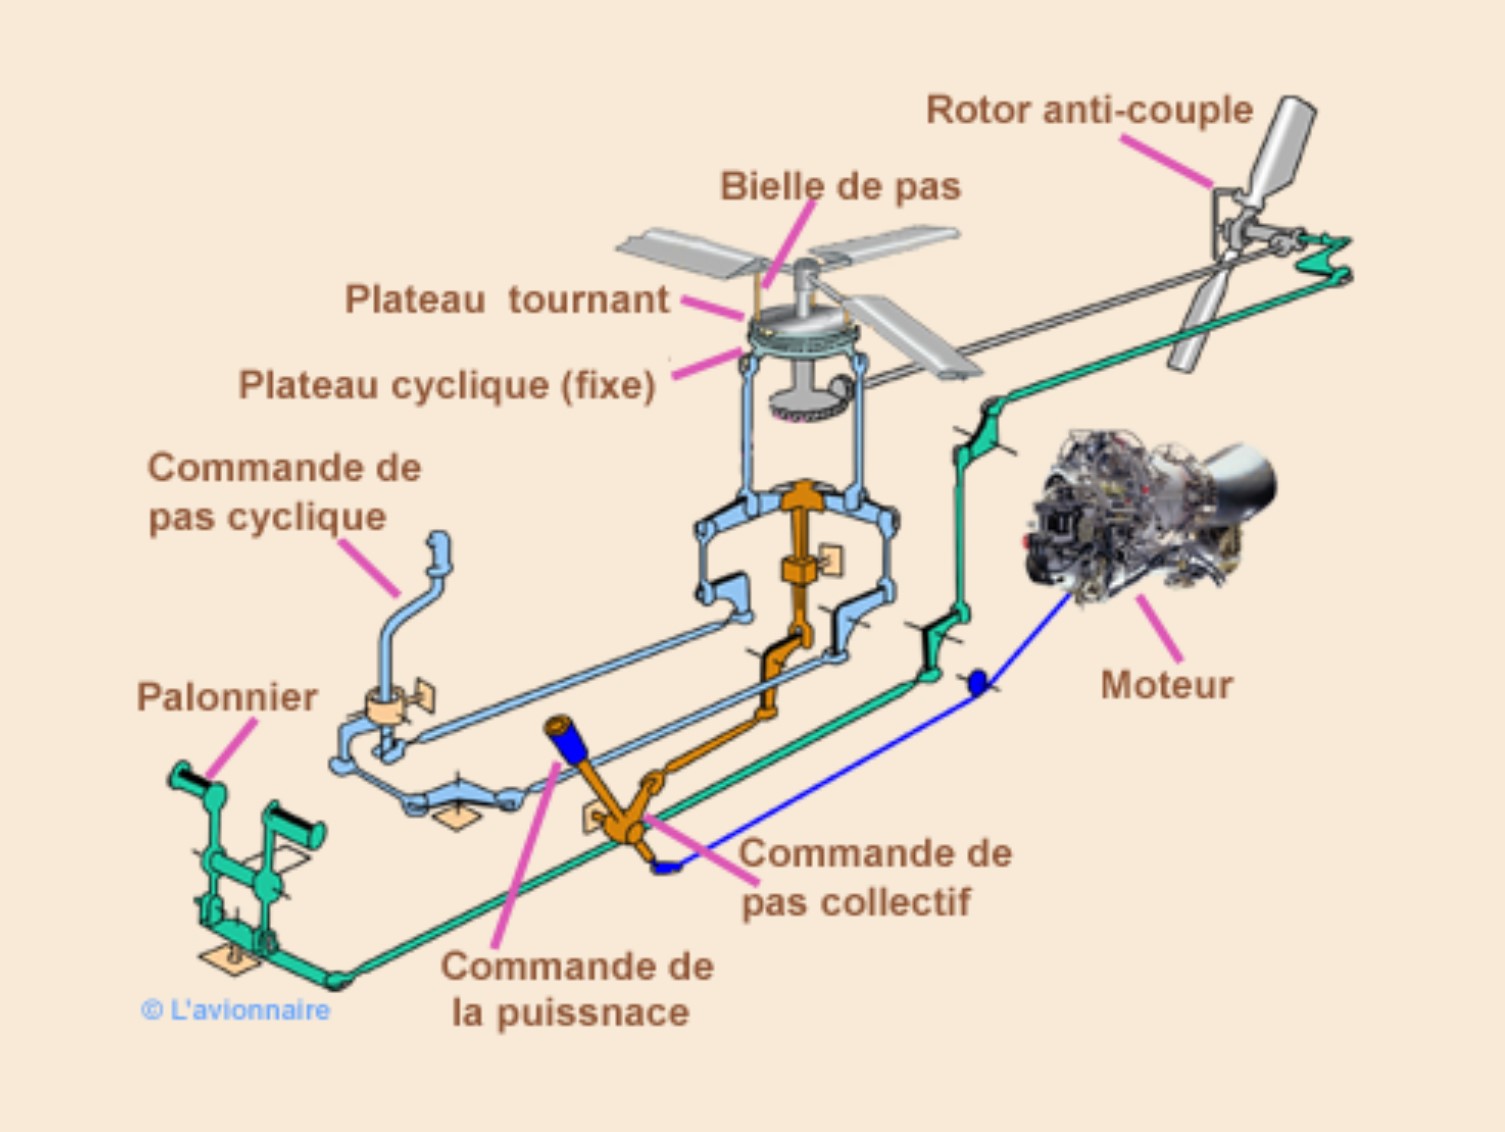 Rotor anti-couple
Bielle de pas
Plateau tournant
Plateau cyclique (fixe)
Commande de
pas cyclique
Palonnier
Moteur
Commande de
pas collectif
Commande de
la puissnace
© L'avionnaire